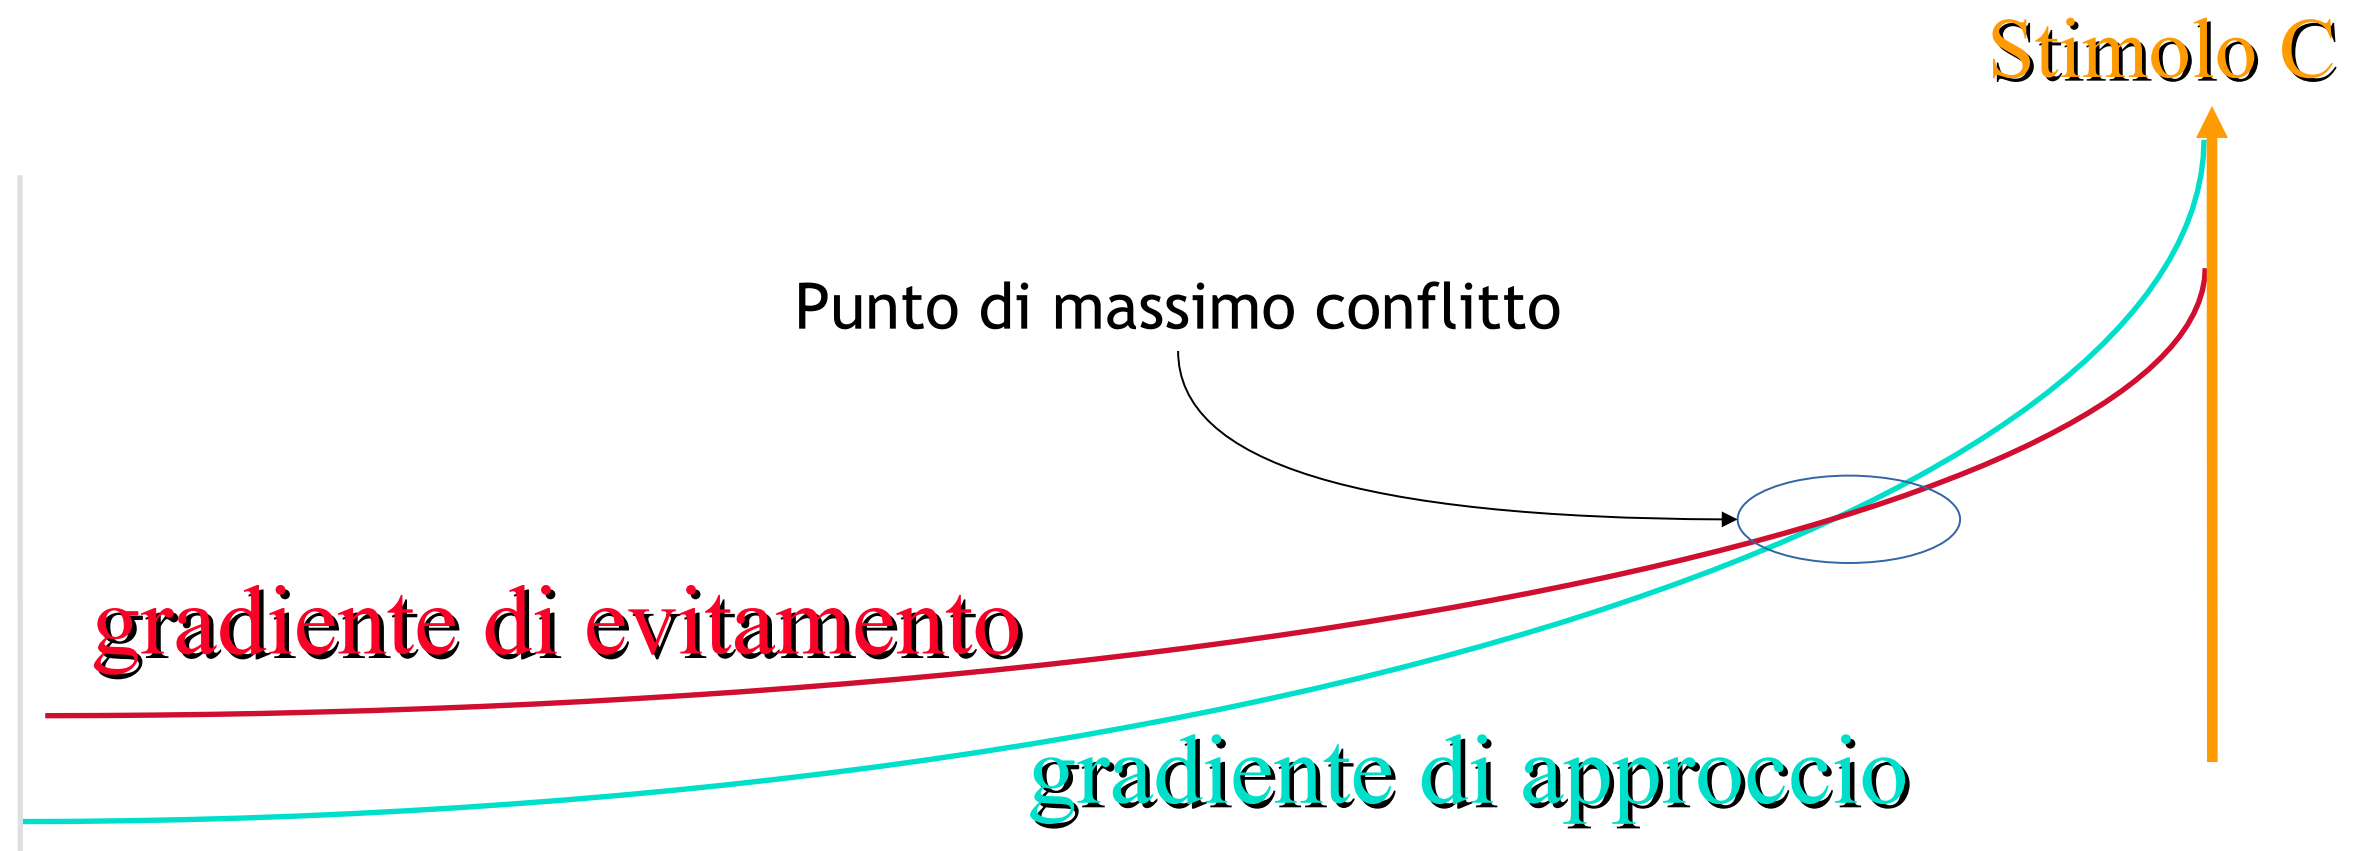 Stimolo C
Punto di massimo conflitto
gradiente di evitamento
gradiente di approccio